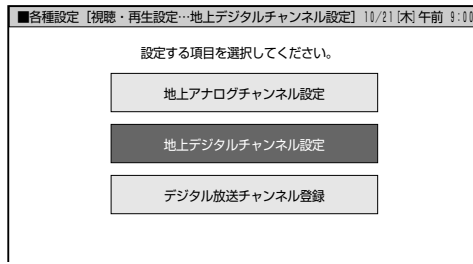 ■各種設定［視聴・再生設定…地上デジタルチャンネル設定］ 10/21[木]午前 9:00
設定する項目を選択してください。
地上アナログチャンネル設定
地上デジタルチャンネル設定
デジタル放送チャンネル登録